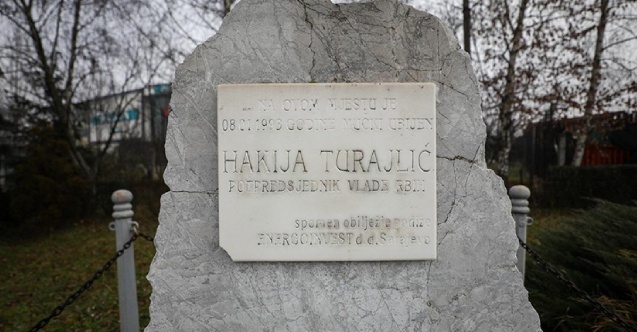 NA OVOM MJESTU JE
08.01.1993 GODINE MUČKI UBIJEN
HAKIJA TURAJLIĆ
POTPREDSJEDNIK VLADE RBIH
spomen obilježje podiže
ENERGOINVEST d.d. Sarajevo